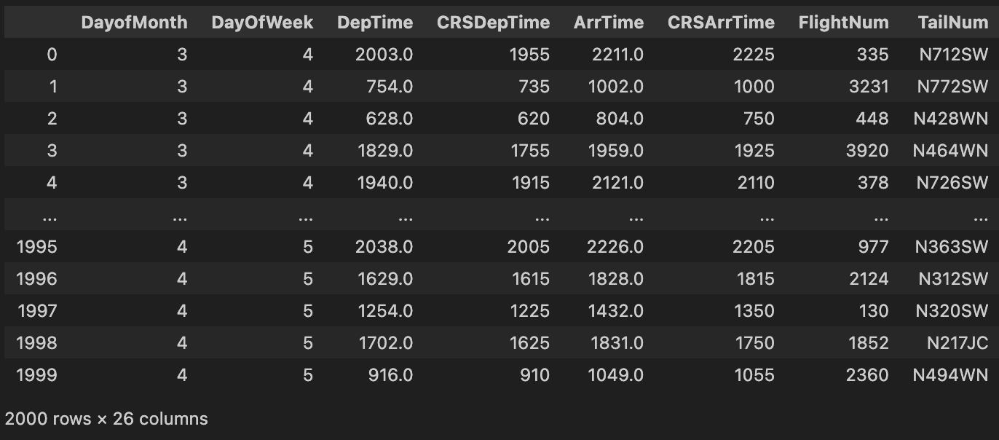 DayofMonth DayOfWeek DepTime CRSDepTime ArrTime CRSArrTime FlightNum TailNum
0 3 4 2003.0 1955 2211.0 2225 335 N712SW
1 3 4 754.0 735 1002.0 1000 3231 N772SW
2 3 4 628.0 620 804.0 750 448 N428WN
3 3 4 1829.0 1755 1959.0 1925 3920 N464WN
4 3 4 1940.0 1915 2121.0 2110 378 N726SW
... ... ... ... ... ... ... ... ...
1995 4 5 2038.0 2005 2226.0 2205 977 N363SW
1996 4 5 1629.0 1615 1828.0 1815 2124 N312SW
1997 4 5 1254.0 1225 1432.0 1350 130 N320SW
1998 4 5 1702.0 1625 1831.0 1750 1852 N217JC
1999 4 5 916.0 910 1049.0 1055 2360 N494WN
2000 rows × 26 columns